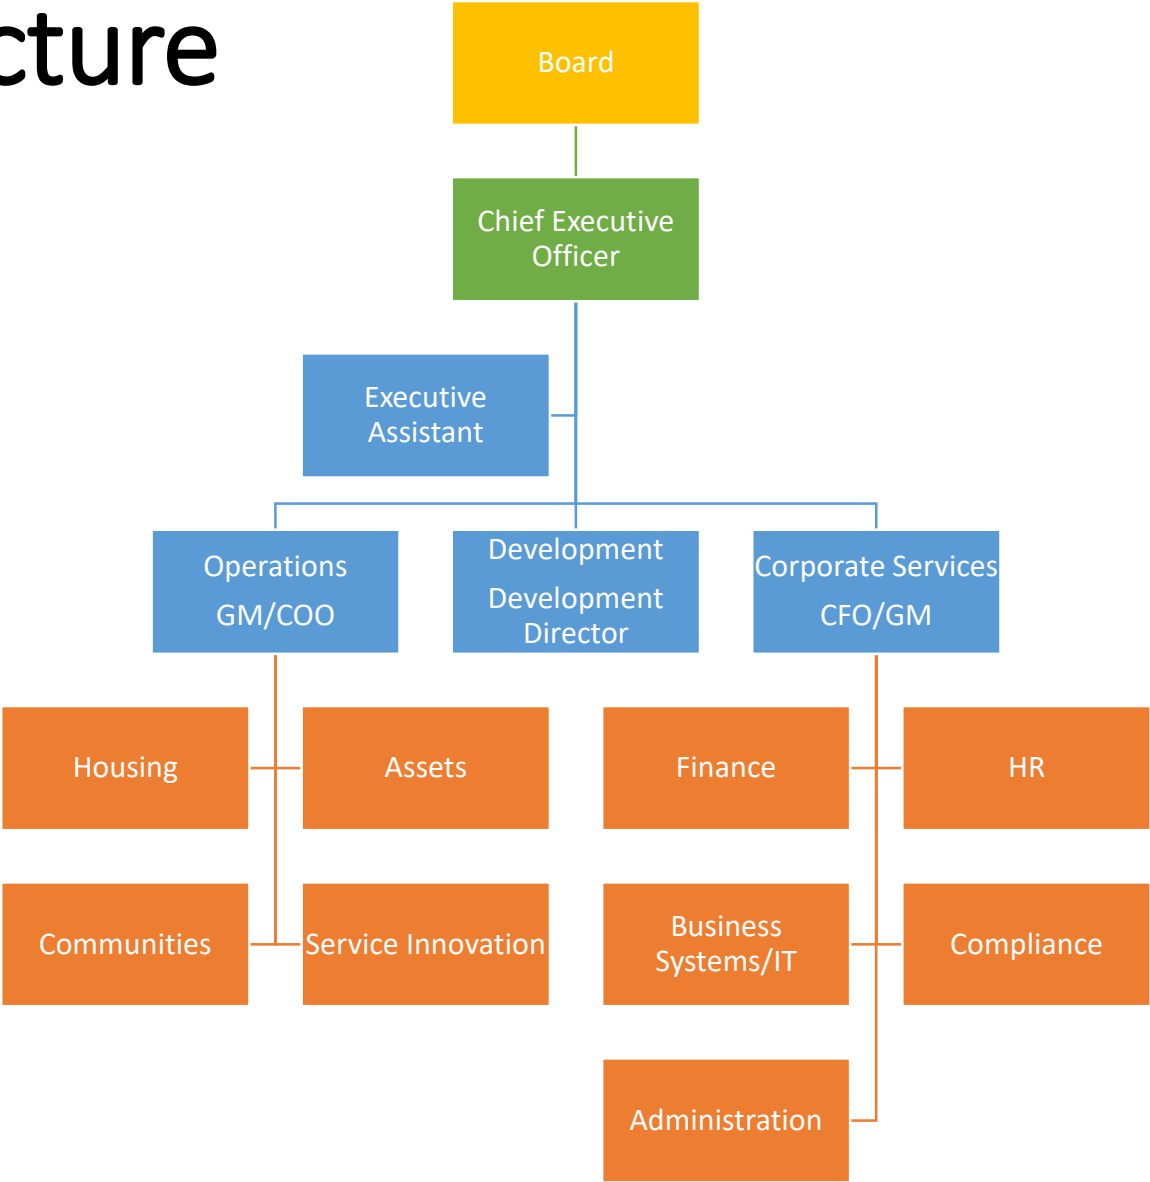 cture
Board
Chief Executive
Officer
Executive
Assistant
Operations
GM/COO
Development
Development
Director
Corporate Services
CFO/GM
Housing
Assets
Finance
HR
Communities
Service Innovation
Business
Systems/IT
Compliance
Administration